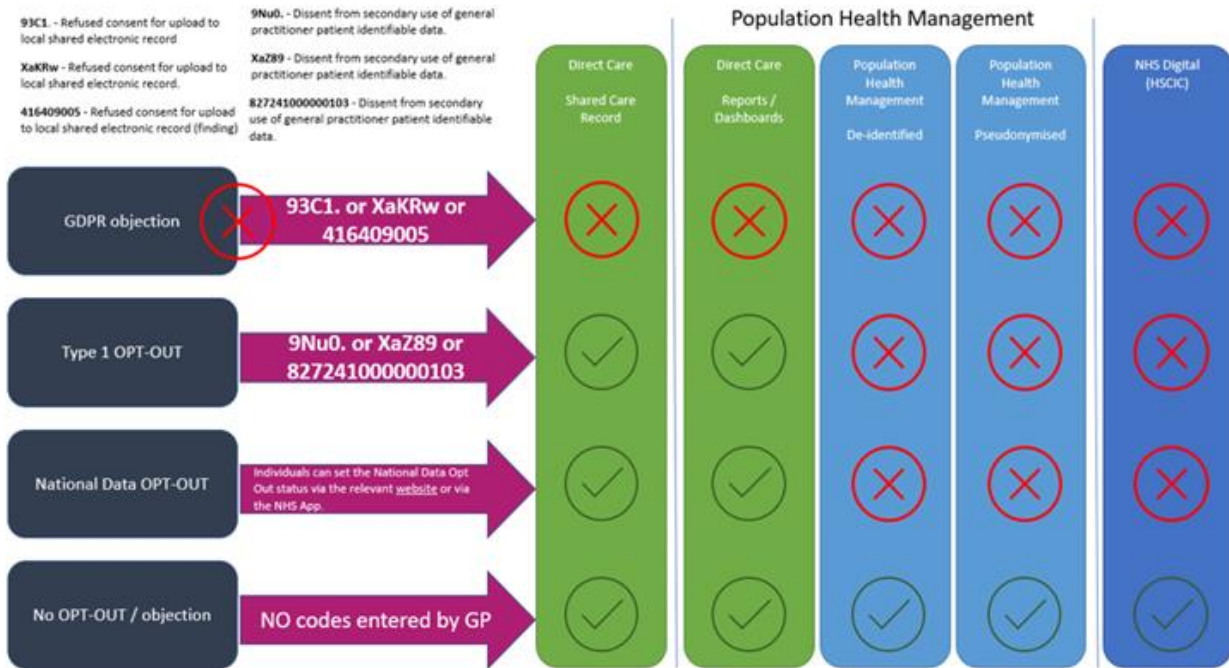 93C1. - Refused consent for upload to
local shared electronic record
XaKRw - Refused consent for upload to
local shared electronic record.
416409005 - Refused consent for upload
to local shared electronic record (finding)
9Nu0. - Dissent from secondary use of general
practitioner patient identifiable data.
XaZ89 - Dissent from secondary use of general
practitioner patient identifiable data.
827241000000103 - Dissent from secondary
use of general practitioner patient identifiable
data.
Population Health Management
Direct Care
Shared Care
Record
Direct Care
Reports /
Dashboards
Population
Health
Management
De-identified
Population
Health
Management
Pseudonymised
NHS Digital
(HSCIC)
GDPR objection
93C1. or XaKRw or
416409005
Type 1 OPT-OUT
9Nu0. or XaZ89 or
827241000000103
National Data OPT-OUT
Individuals can set the National Data Opt
Out status via the relevant website or via
the NHS App.
No OPT-OUT / objection
NO codes entered by GP